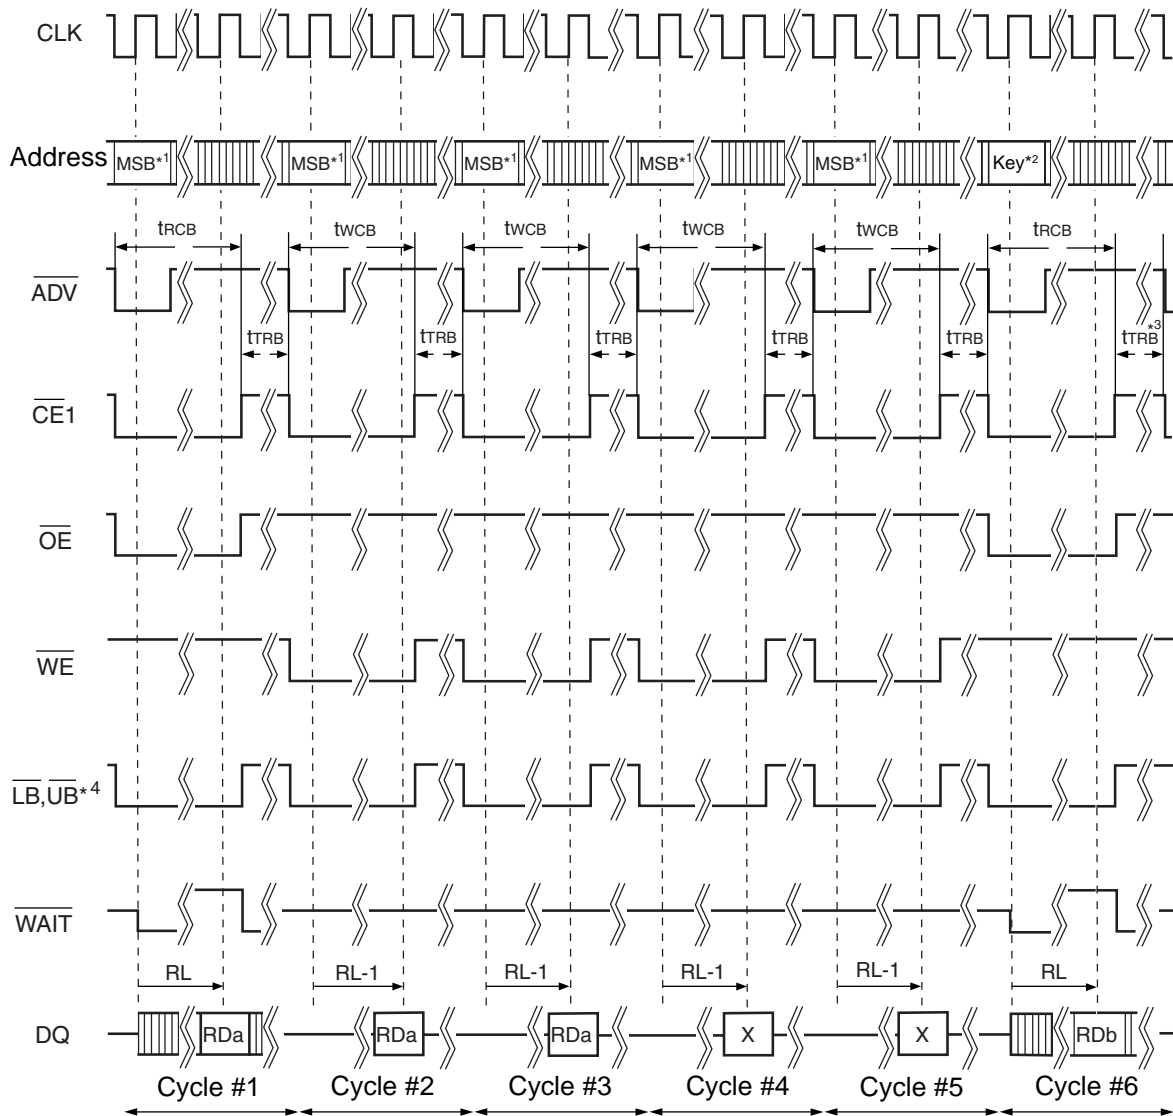 CLK
Address MSB*1 MSB*1 MSB*1 MSB*1 MSB*1 Key*2
tRCB tWCB tWCB tWCB tWCB tRCB
ADV
tTRB tTRB tTRB tTRB tTRB tTRB*3
CE1
OE
WE
LB,UB*4
WAIT
RL RL-1 RL-1 RL-1 RL-1 RL
DQ RDa RDa RDa X X RDb
Cycle #1 Cycle #2 Cycle #3 Cycle #4 Cycle #5 Cycle #6